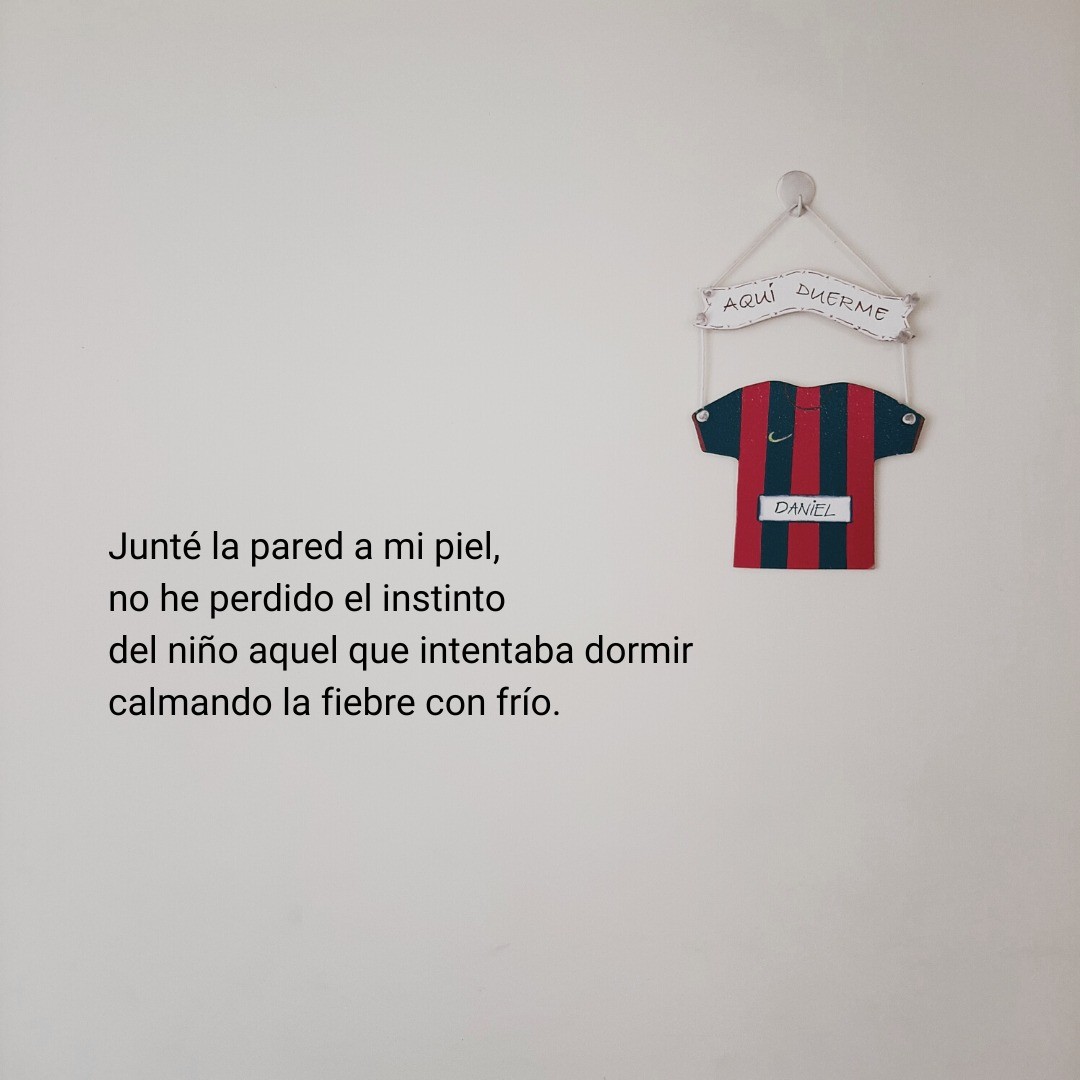 AQUí DUERME
DANiEL
Junté la pared a mi piel,
no he perdido el instinto
del niño aquel que intentaba dormir
calmando la fiebre con frío.